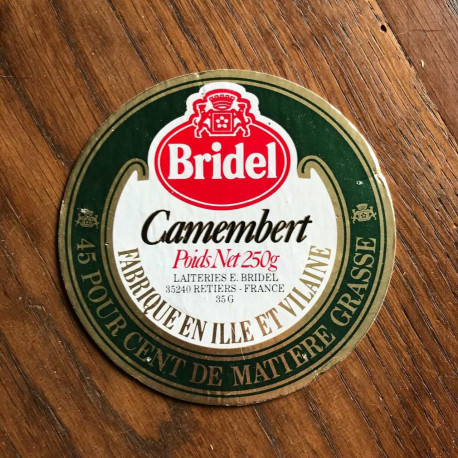 Bridel
Camembert
Poids Net 250g
LAITERIES E. BRIDEL
35240 RETIERS - FRANCE
35 G
FABRIQUE EN ILLE ET VILAINE
45 POUR CENT DE MATIERE GRASSE